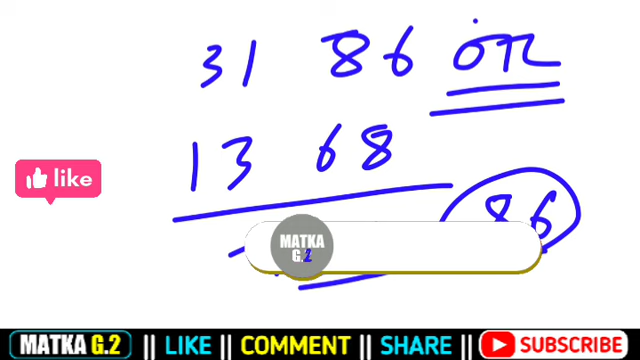 31 86 OTC
13 68
like
86
MATKA
G.2
MATKA G.2 || LIKE || COMMENT || SHARE || SUBSCRIBE